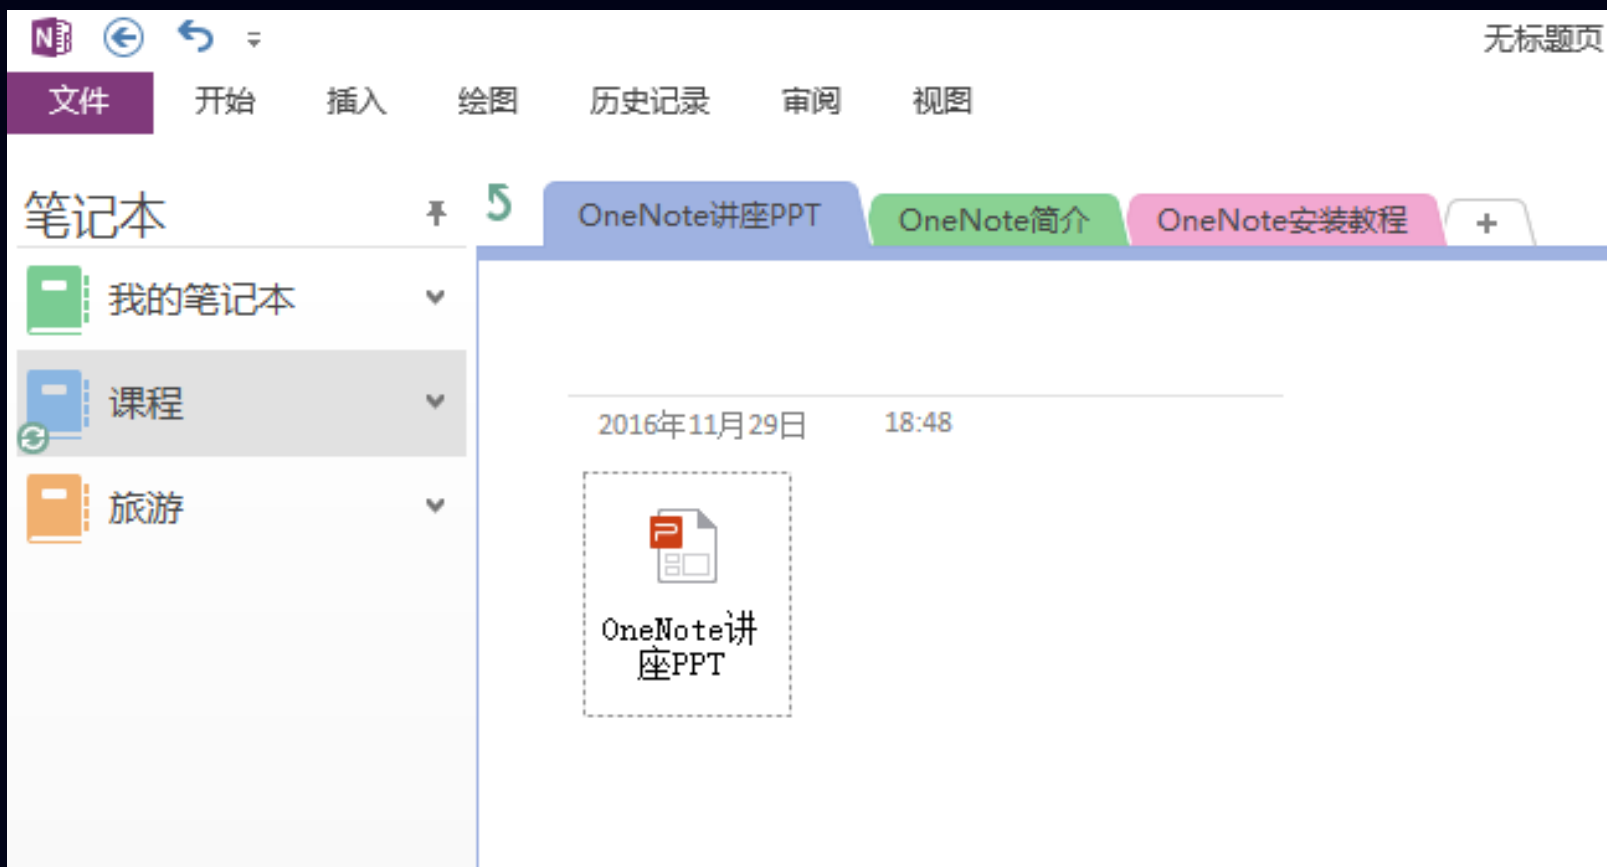 无标题页
文件 开始 插入 绘图 历史记录 审阅 视图
笔记本
OneNote讲座PPT OneNote简介 OneNote安装教程 +
我的笔记本
课程
旅游
2016年11月29日 18:48
OneNote讲
座PPT